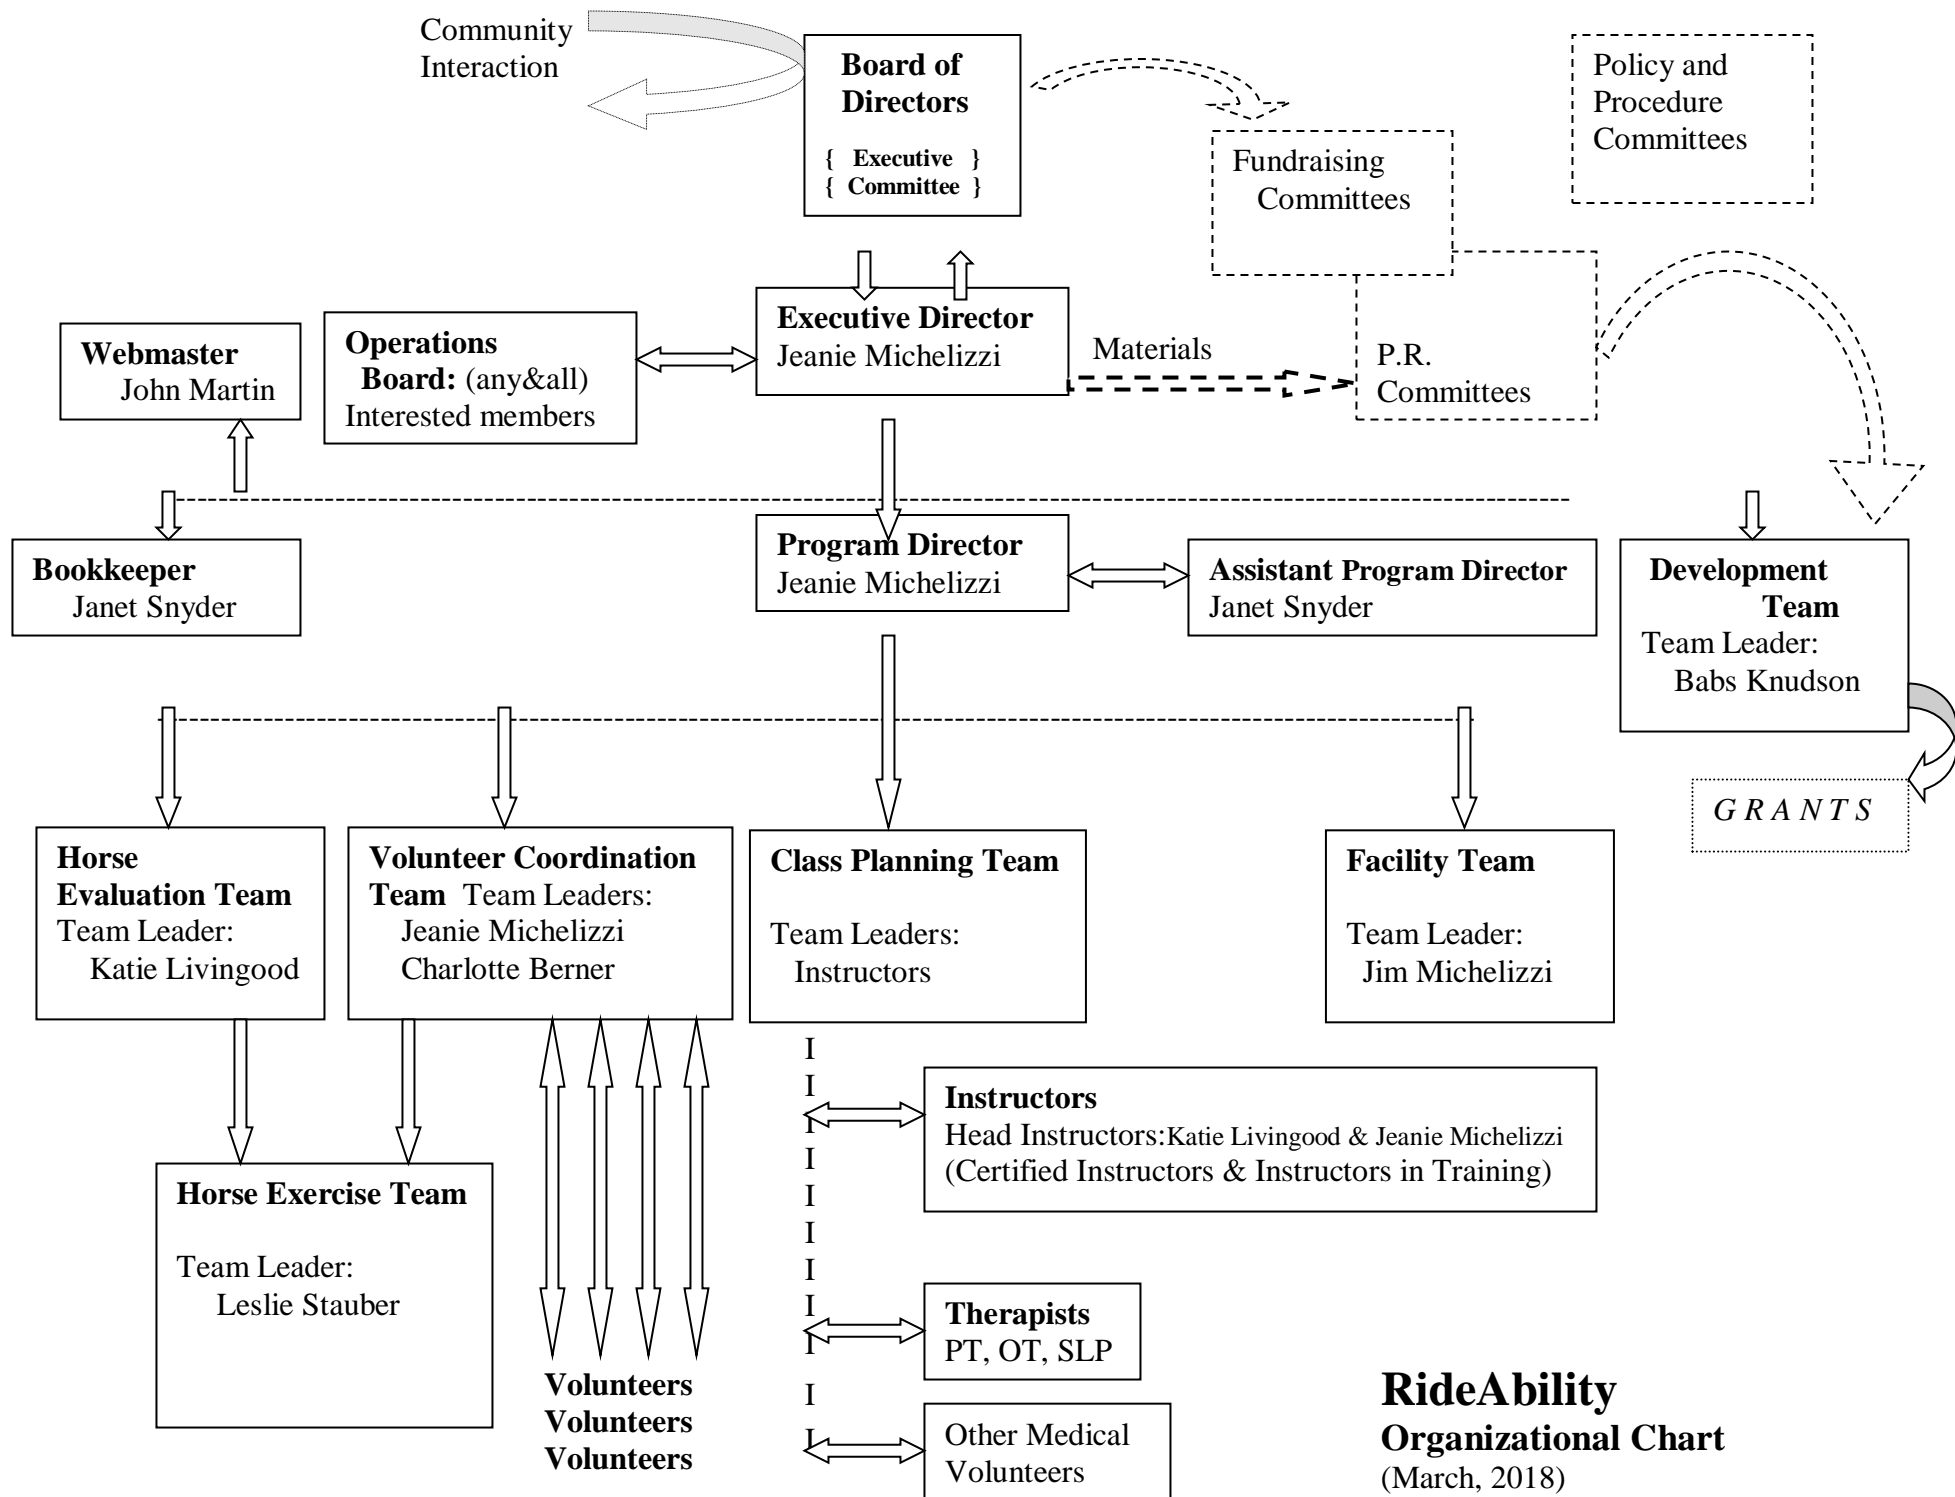 Community
Interaction
Board of
Directors
{ Executive }
{ Committee }
Policy and
Procedure
Committees
Fundraising
Committees
Webmaster
John Martin
Operations
Board: (any&all)
Interested members
Executive Director
Jeanie Michelizzi
Materials
P.R.
Committees
Bookkeeper
Janet Snyder
Program Director
Jeanie Michelizzi
Assistant Program Director
Janet Snyder
Development
Team
Team Leader:
Babs Knudson
G R A N T S
Horse
Evaluation Team
Team Leader:
Katie Livingood
Volunteer Coordination
Team Team Leaders:
Jeanie Michelizzi
Charlotte Berner
Class Planning Team
Team Leaders:
Instructors
Facility Team
Team Leader:
Jim Michelizzi
I
I
I
I
I
I
I
I
I
I
I
Instructors
Head Instructors:Katie Livingood & Jeanie Michelizzi
(Certified Instructors & Instructors in Training)
Horse Exercise Team
Team Leader:
Leslie Stauber
Therapists
PT, OT, SLP
Volunteers
Volunteers
Volunteers
Other Medical
Volunteers
RideAbility
Organizational Chart
(March, 2018)